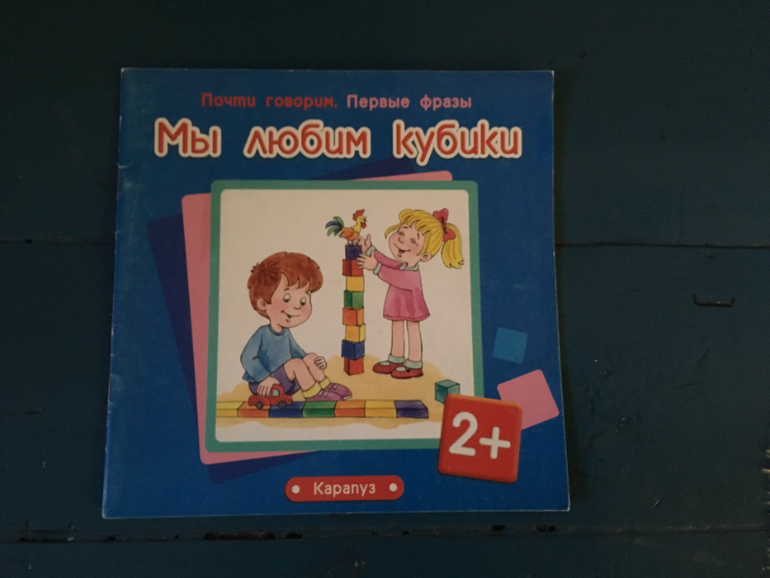 Почти говорим. Первые фразы
Мы любим кубики
2+
Карапуз